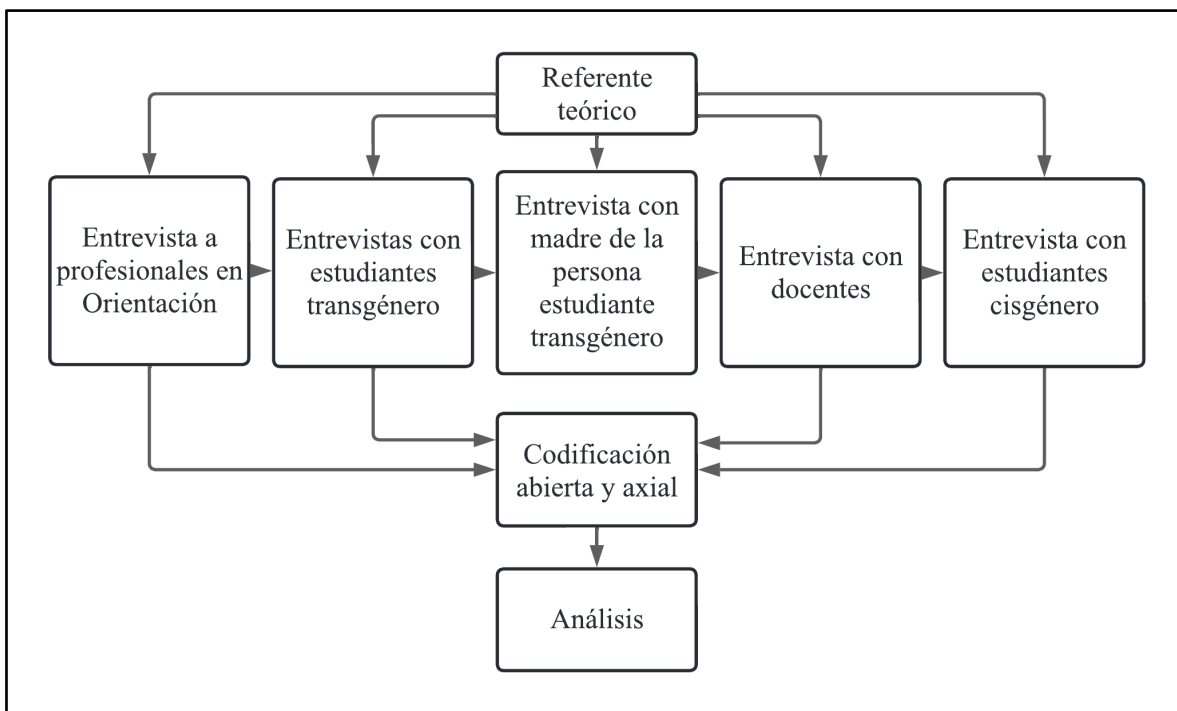 Referente
teórico
Entrevista a
profesionales en
Orientación
Entrevistas con
estudiantes
transgénero
Entrevista con
madre de la
persona
estudiante
transgénero
Entrevista con
docentes
Entrevista con
estudiantes
cisgénero
Codificación
abierta y axial
Análisis